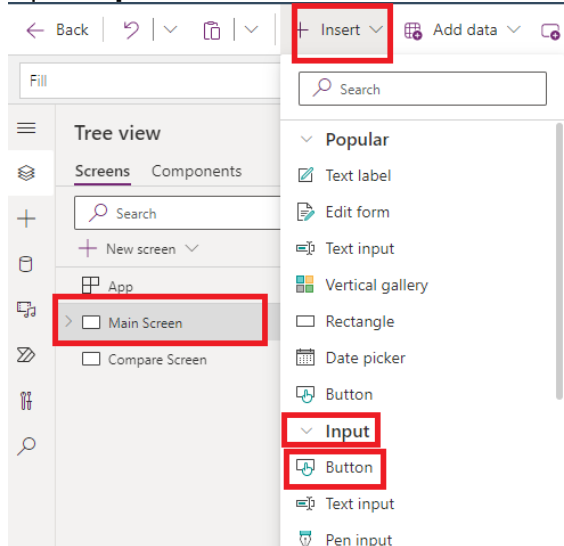 Back
Insert
Add data
Fill
Search
Tree view
Popular
Screens
Components
Text label
Search
Edit form
New screen
Text input
App
Vertical gallery
Main Screen
Rectangle
Compare Screen
Date picker
Button
Input
Button
Text input
Pen input